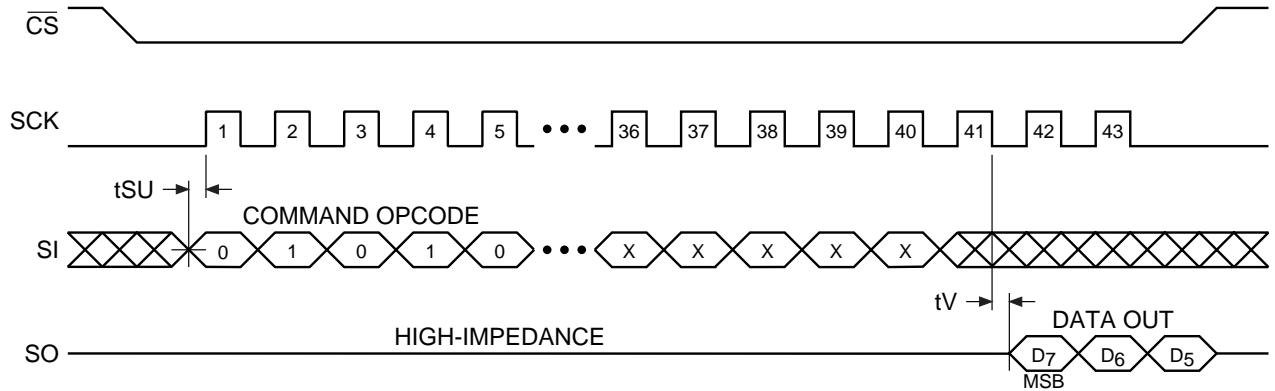 CS
SCK
1 2 3 4 5 ••• 36 37 38 39 40 41 42 43
tSU
COMMAND OPCODE
SI
0 1 0 1 0 ••• X X X X X
tV
HIGH-IMPEDANCE
DATA OUT
SO
D7 D6 D5
MSB